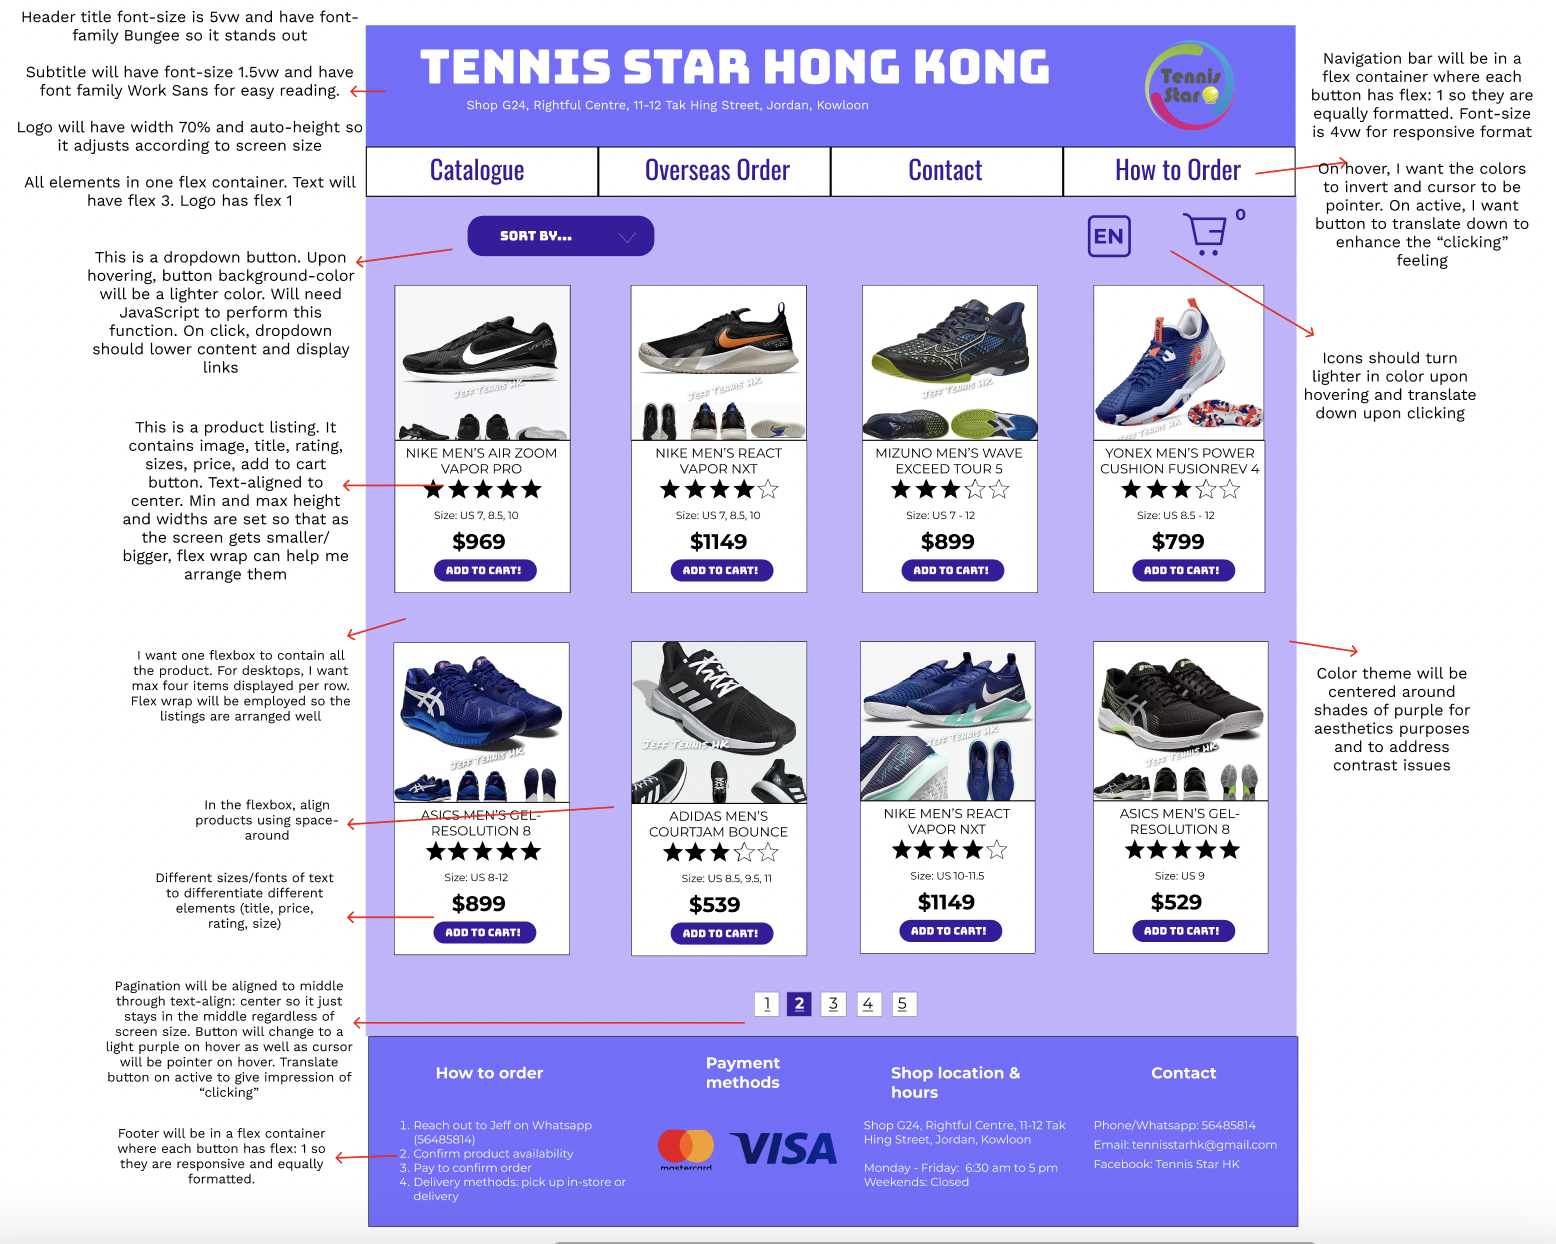 Header title font-size is 5vw and have font-
family Bungee so it stands out
Subtitle will have font-size 1.5vw and have
font family Work Sans for easy reading.
Logo will have width 70% and auto-height so
it adjusts according to screen size
All elements in one flex container. Text will
have flex 3. Logo has flex 1
This is a dropdown button. Upon
hovering, button background-color
will be a lighter color. Will need
JavaScript to perform this
function. On click, dropdown
should lower content and display
links
This is a product listing. It
contains image, title, rating,
sizes, price, add to cart
button. Text-aligned to
center. Min and max height
and widths are set so that as
the screen gets smaller/
bigger, flex wrap can help me
arrange them
I want one flexbox to contain all
the product. For desktops, I want
max four items displayed per row.
Flex wrap will be employed so the
listings are arranged well
In the flexbox, align
products using space-
around
Different sizes/fonts of text
to differentiate different
elements (title, price,
rating, size)
Pagination will be aligned to middle
through text-align: center so it just
stays in the middle regardless of
screen size. Button will change to a
light purple on hover as well as cursor
will be pointer on hover. Translate
button on active to give impression of
“clicking”
Footer will be in a flex container
where each button has flex: 1 so
they are responsive and equally
formatted.
TENNIS STAR HONG KONG
Shop G24, Rightful Centre, 11-12 Tak Hing Street, Jordan, Kowloon
Tennis
Star
Catalogue
Overseas Order
Contact
How to Order
SORT BY...
EN
0
JEFF TENNIS HK
NIKE MEN’S AIR ZOOM
VAPOR PRO
Size: US 7, 8.5, 10
$969
ADD TO CART!
JEFF TENNIS HK
NIKE MEN’S REACT
VAPOR NXT
Size: US 7, 8.5, 10
$1149
ADD TO CART!
JEFF TENNIS HK
MIZUNO MEN’S WAVE
EXCEED TOUR 5
Size: US 7 - 12
$899
ADD TO CART!
JEFF TENNIS HK
YONEX MEN’S POWER
CUSHION FUSIONREV 4
Size: US 8.5 - 12
$799
ADD TO CART!
JEFF TENNIS HK
ASICS MEN’S GEL-
RESOLUTION 8
Size: US 8-12
$899
ADD TO CART!
JEFF TENNIS HK
ADIDAS MEN’S
COURTJAM BOUNCE
Size: US 8.5, 9.5, 11
$539
ADD TO CART!
JEFF TENNIS HK
NIKE MEN’S REACT
VAPOR NXT
Size: US 10-11.5
$1149
ADD TO CART!
JEFF TENNIS HK
ASICS MEN’S GEL-
RESOLUTION 8
Size: US 9
$529
ADD TO CART!
1 2 3 4 5
How to order
1. Reach out to Jeff on Whatsapp
(56485814)
2. Confirm product availability
3. Pay to confirm order
4. Delivery methods: pick up in-store or
delivery
Payment
methods
mastercard
VISA
Shop location &
hours
Shop G24, Rightful Centre, 11-12 Tak
Hing Street, Jordan, Kowloon
Monday - Friday: 6:30 am to 5 pm
Weekends: Closed
Contact
Phone/Whatsapp: 56485814
Email: tennisstarhk@gmail.com
Facebook: Tennis Star HK
Navigation bar will be in a
flex container where each
button has flex: 1 so they are
equally formatted. Font-size
is 4vw for responsive format
On hover, I want the colors
to invert and cursor to be
pointer. On active, I want
button to translate down to
enhance the “clicking”
feeling
Icons should turn
lighter in color upon
hovering and translate
down upon clicking
Color theme will be
centered around
shades of purple for
aesthetics purposes
and to address
contrast issues